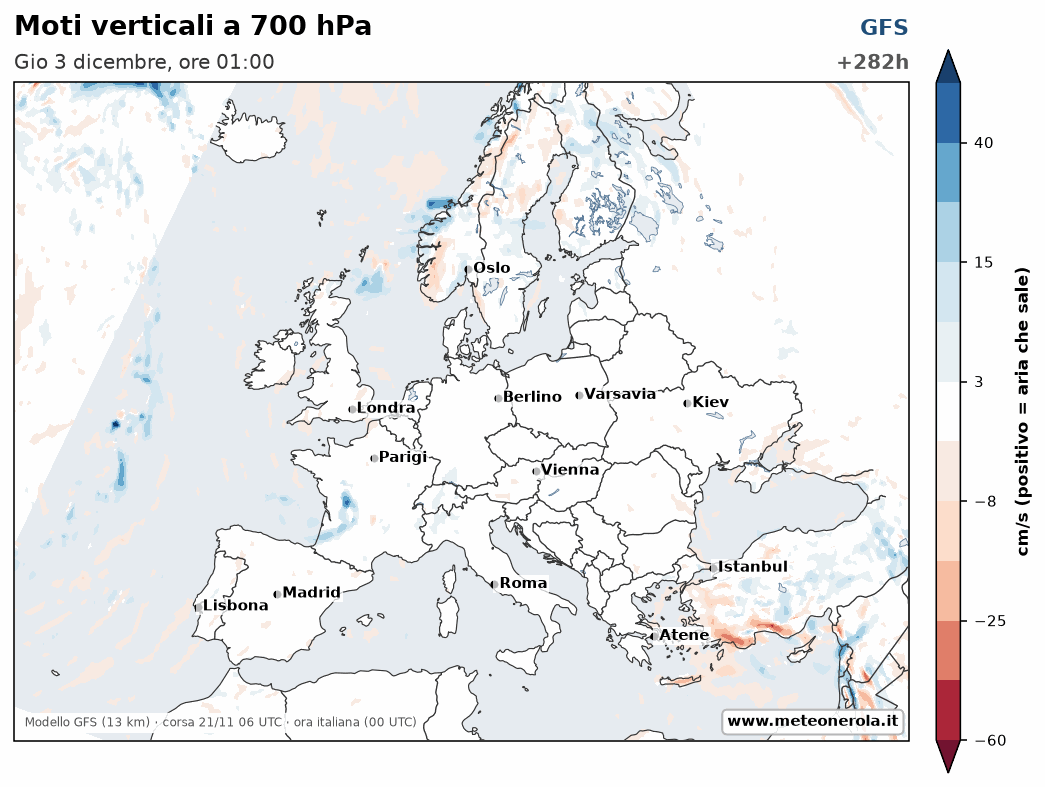 Moti verticali a 700 hPa
GFS
Gio 3 dicembre, ore 01:00
+282h
40
15
3
−8
−25
−60
cm/s (positivo = aria che sale)
Oslo
Berlino
Varsavia
Kiev
Londra
Parigi
Vienna
Istanbul
Roma
Madrid
Lisbona
Atene
Modello GFS (13 km) · corsa 21/11 06 UTC · ora italiana (00 UTC)
www.meteonerola.it